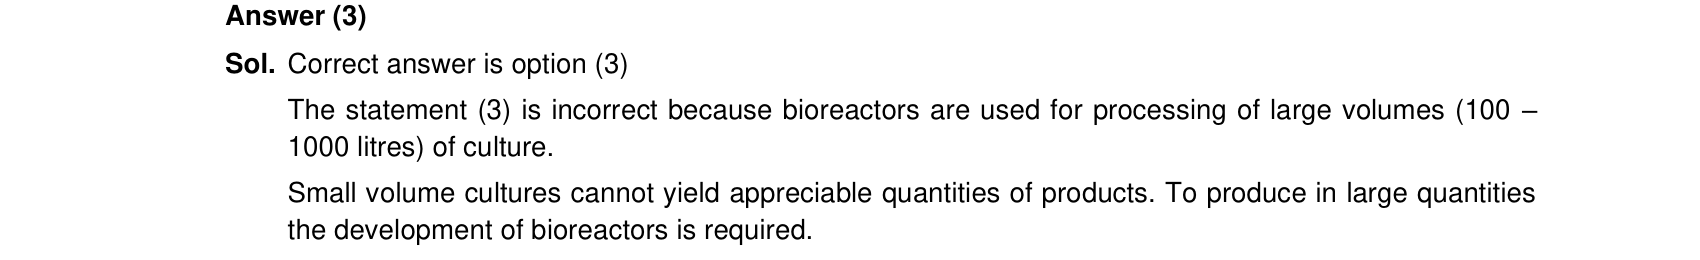 Answer (3)
Sol. Correct answer is option (3)
The statement (3) is incorrect because bioreactors are used for processing of large volumes (100 –
1000 litres) of culture.
Small volume cultures cannot yield appreciable quantities of products. To produce in large quantities
the development of bioreactors is required.